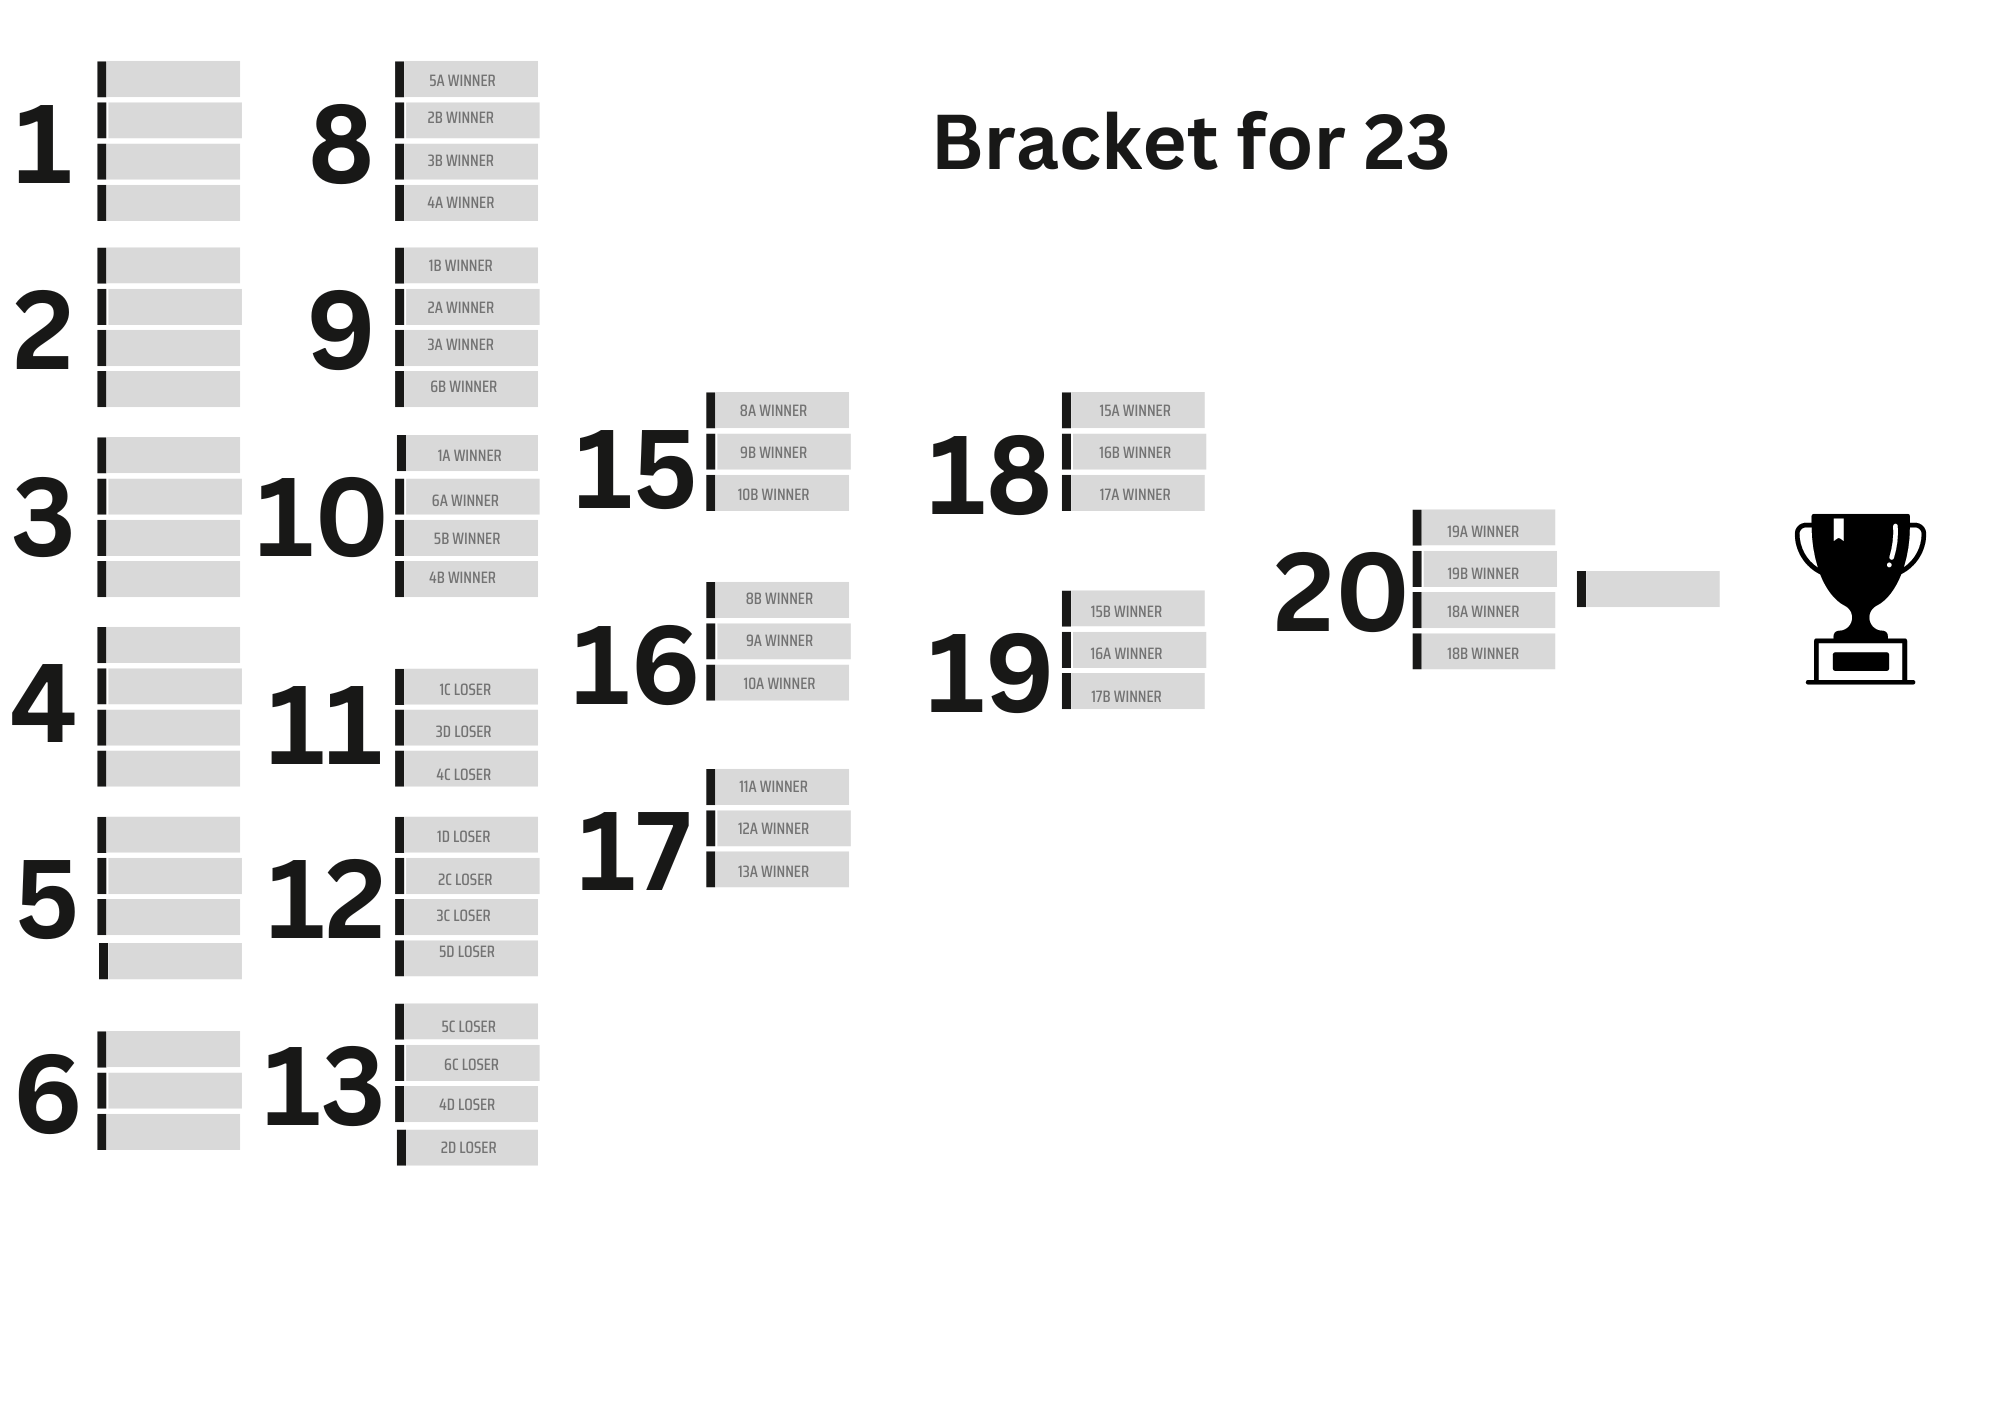 Bracket for 23
1
2
3
4
5
6
8
5A WINNER
2B WINNER
3B WINNER
4A WINNER
9
1B WINNER
2A WINNER
3A WINNER
6B WINNER
10
1A WINNER
6A WINNER
5B WINNER
4B WINNER
11
1C LOSER
3D LOSER
4C LOSER
12
1D LOSER
2C LOSER
3C LOSER
5D LOSER
13
5C LOSER
6C LOSER
4D LOSER
2D LOSER
15
8A WINNER
9B WINNER
10B WINNER
16
8B WINNER
9A WINNER
10A WINNER
17
11A WINNER
12A WINNER
13A WINNER
18
15A WINNER
16B WINNER
17A WINNER
19
15B WINNER
16A WINNER
17B WINNER
20
19A WINNER
19B WINNER
18A WINNER
18B WINNER